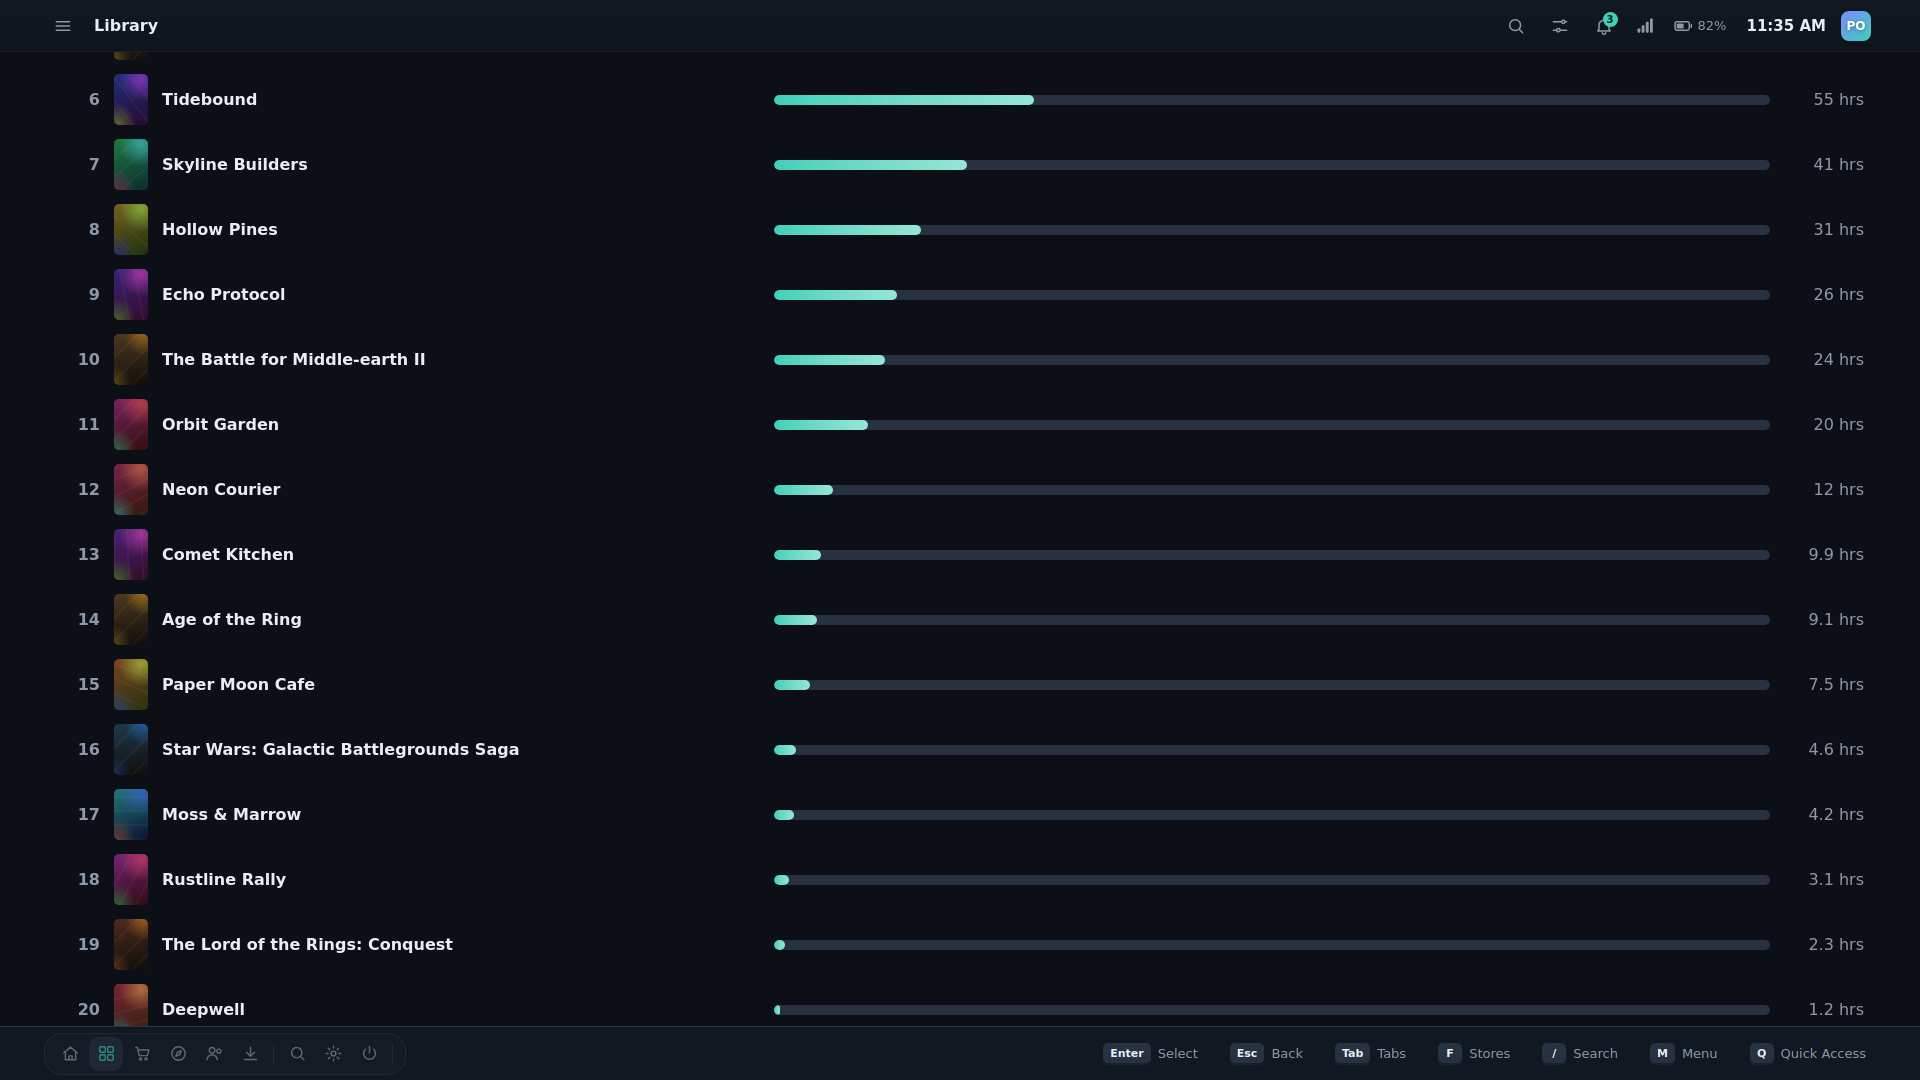 Library
3
82%
11:35 AM
PO
6 Tidebound 55 hrs
7 Skyline Builders 41 hrs
8 Hollow Pines 31 hrs
9 Echo Protocol 26 hrs
10 The Battle for Middle-earth II 24 hrs
11 Orbit Garden 20 hrs
12 Neon Courier 12 hrs
13 Comet Kitchen 9.9 hrs
14 Age of the Ring 9.1 hrs
15 Paper Moon Cafe 7.5 hrs
16 Star Wars: Galactic Battlegrounds Saga 4.6 hrs
17 Moss & Marrow 4.2 hrs
18 Rustline Rally 3.1 hrs
19 The Lord of the Rings: Conquest 2.3 hrs
20 Deepwell 1.2 hrs
Enter Select Esc Back Tab Tabs F Stores / Search M Menu Q Quick Access